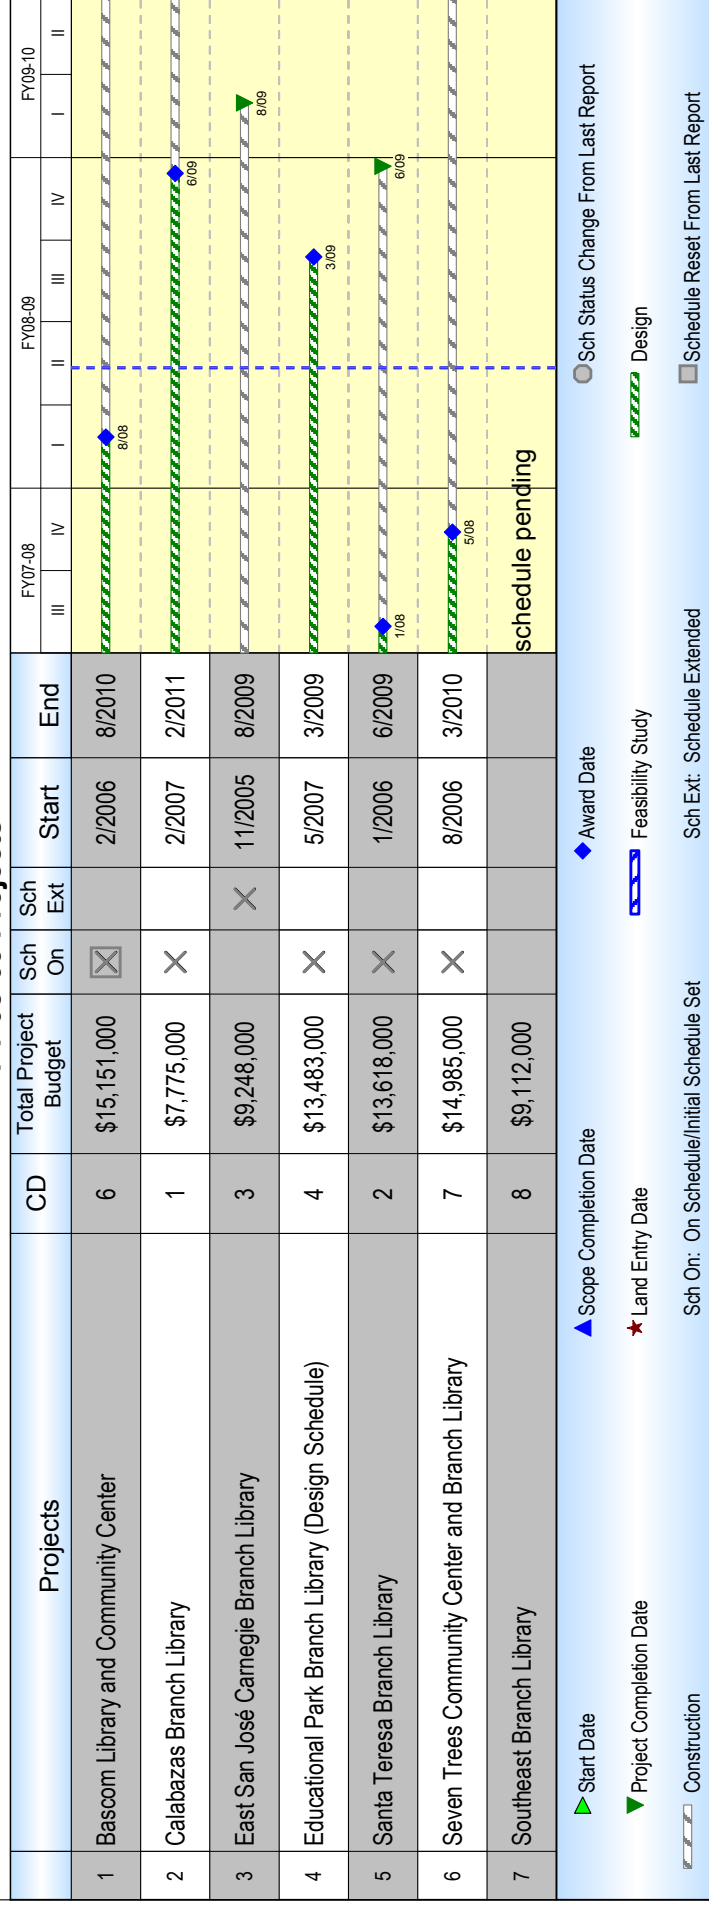 Projects CD Total Project Budget Sch On Sch Ext Start End FY07-08 FY08-09 FY09-10
III IV I II III IV I II
1 Bascom Library and Community Center 6 $15,151,000 2/2006 8/2010 8/08
2 Calabazas Branch Library 1 $7,775,000 2/2007 2/2011 6/09
3 East San José Carnegie Branch Library 3 $9,248,000 11/2005 8/2009 8/09
4 Educational Park Branch Library (Design Schedule) 4 $13,483,000 5/2007 3/2009 3/09
5 Santa Teresa Branch Library 2 $13,618,000 1/2006 6/2009 1/08 6/09
6 Seven Trees Community Center and Branch Library 7 $14,985,000 8/2006 3/2010 5/08
7 Southeast Branch Library 8 $9,112,000 schedule pending
Start Date Scope Completion Date Award Date Sch Status Change From Last Report
Project Completion Date Land Entry Date Feasibility Study Design
Construction Sch On: On Schedule/Initial Schedule Set Sch Ext: Schedule Extended Schedule Reset From Last Report